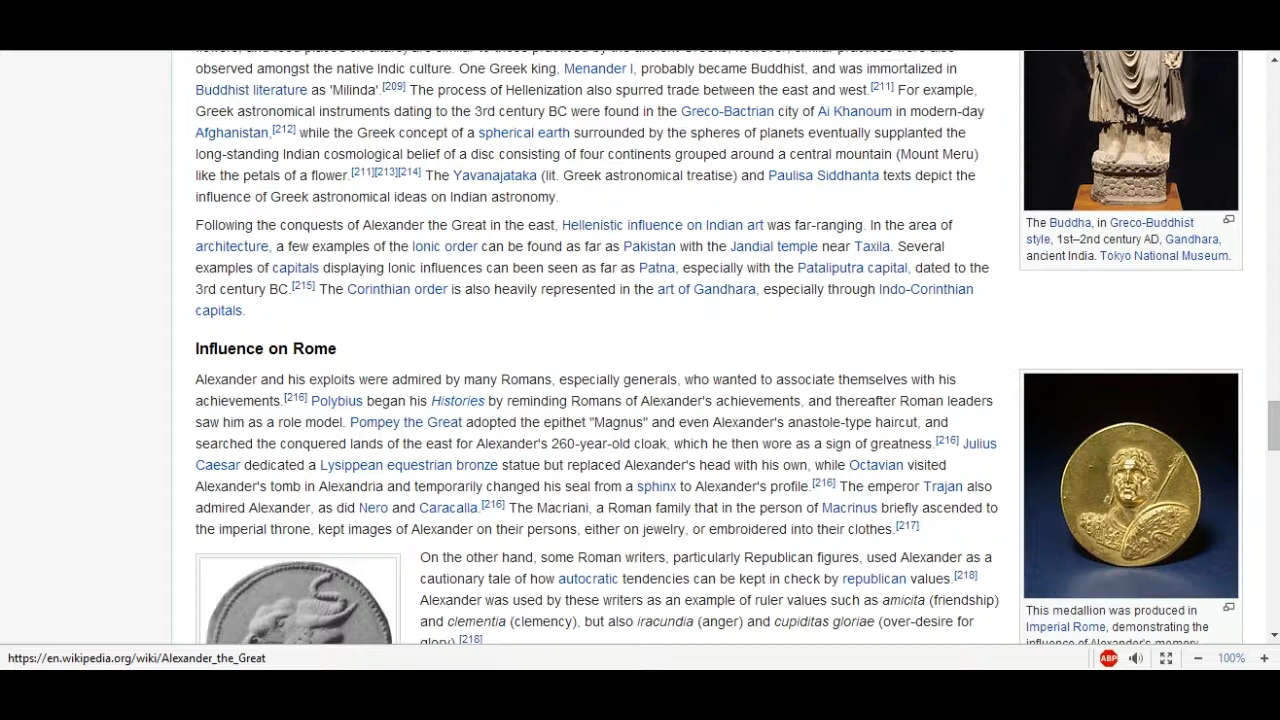 observed amongst the native Indic culture. One Greek king, Menander I, probably became Buddhist, and was immortalized in
Buddhist literature as 'Milinda'.[209] The process of Hellenization also spurred trade between the east and west.[211] For example,
Greek astronomical instruments dating to the 3rd century BC were found in the Greco-Bactrian city of Ai Khanoum in modern-day
Afghanistan,[212] while the Greek concept of a spherical earth surrounded by the spheres of planets eventually supplanted the
long-standing Indian cosmological belief of a disc consisting of four continents grouped around a central mountain (Mount Meru)
like the petals of a flower.[211][213][214] The Yavanajataka (lit. Greek astronomical treatise) and Paulisa Siddhanta texts depict the
influence of Greek astronomical ideas on Indian astronomy.
Following the conquests of Alexander the Great in the east, Hellenistic influence on Indian art was far-ranging. In the area of
architecture, a few examples of the Ionic order can be found as far as Pakistan with the Jandial temple near Taxila. Several
examples of capitals displaying Ionic influences can been seen as far as Patna, especially with the Pataliputra capital, dated to the
3rd century BC.[215] The Corinthian order is also heavily represented in the art of Gandhara, especially through Indo-Corinthian
capitals.
The Buddha, in Greco-Buddhist
style, 1st–2nd century AD, Gandhara,
ancient India. Tokyo National Museum.
Influence on Rome
Alexander and his exploits were admired by many Romans, especially generals, who wanted to associate themselves with his
achievements.[216] Polybius began his Histories by reminding Romans of Alexander's achievements, and thereafter Roman leaders
saw him as a role model. Pompey the Great adopted the epithet "Magnus" and even Alexander's anastole-type haircut, and
searched the conquered lands of the east for Alexander's 260-year-old cloak, which he then wore as a sign of greatness.[216] Julius
Caesar dedicated a Lysippean equestrian bronze statue but replaced Alexander's head with his own, while Octavian visited
Alexander's tomb in Alexandria and temporarily changed his seal from a sphinx to Alexander's profile.[216] The emperor Trajan also
admired Alexander, as did Nero and Caracalla.[216] The Macriani, a Roman family that in the person of Macrinus briefly ascended to
the imperial throne, kept images of Alexander on their persons, either on jewelry, or embroidered into their clothes.[217]
On the other hand, some Roman writers, particularly Republican figures, used Alexander as a
cautionary tale of how autocratic tendencies can be kept in check by republican values.[218]
Alexander was used by these writers as an example of ruler values such as amicita (friendship)
and clementia (clemency), but also iracundia (anger) and cupiditas gloriae (over-desire for
glory).[218]
This medallion was produced in
Imperial Rome, demonstrating the
influence of Alexander's memory
https://en.wikipedia.org/wiki/Alexander_the_Great
ABP
100%